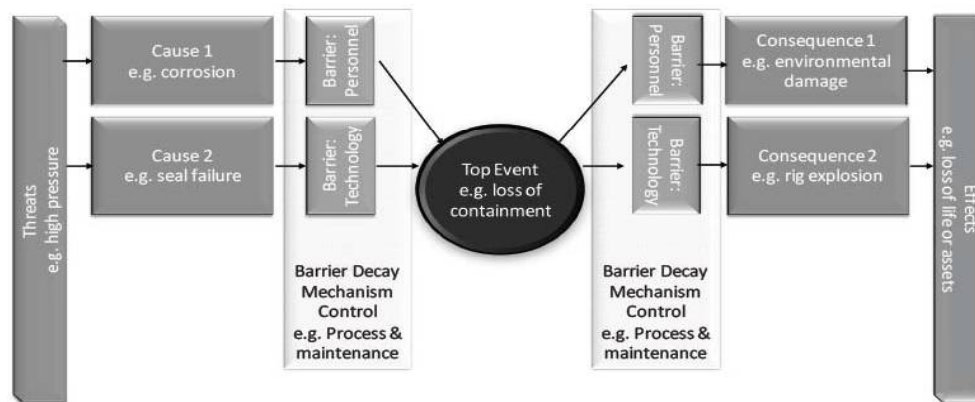 Threats
e.g. high pressure
Cause 1
e.g. corrosion
Cause 2
e.g. seal failure
Barrier:
Personnel
Barrier:
Technology
Barrier Decay
Mechanism
Control
e.g. Process &
maintenance
Top Event
e.g. loss of
containment
Barrier:
Personnel
Barrier:
Technology
Barrier Decay
Mechanism
Control
e.g. Process &
maintenance
Consequence 1
e.g. environmental
damage
Consequence 2
e.g. rig explosion
Effects
e.g. loss of life or assets